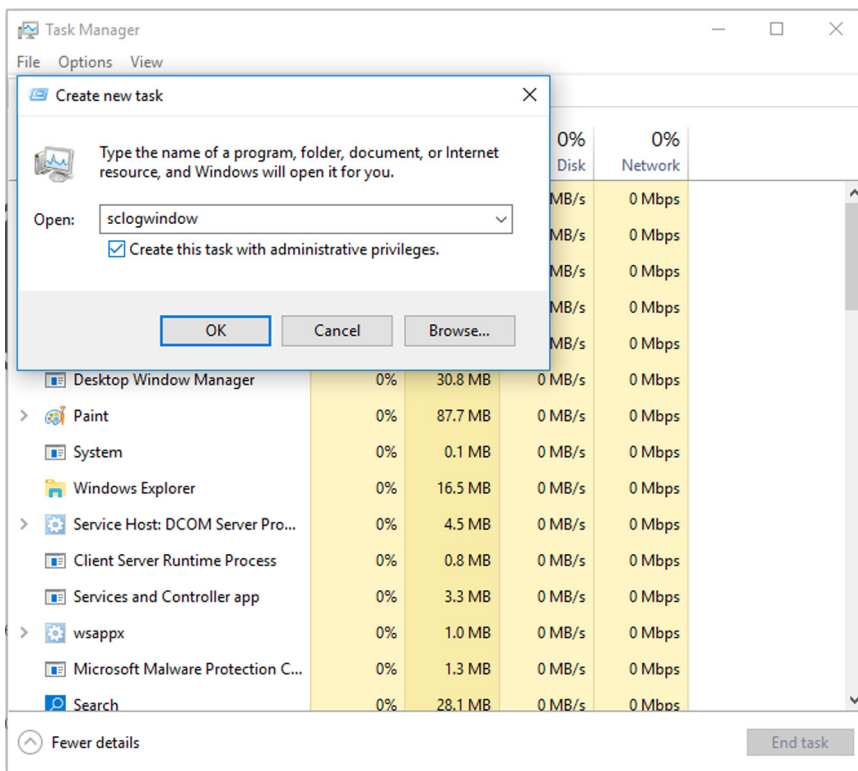 Task Manager
File Options View
Create new task
Type the name of a program, folder, document, or Internet
resource, and Windows will open it for you.
Open: sclogwindow
Create this task with administrative privileges.
OK Cancel Browse...
0% 0%
Disk Network
MB/s 0 Mbps
MB/s 0 Mbps
MB/s 0 Mbps
MB/s 0 Mbps
MB/s 0 Mbps
Desktop Window Manager 0% 30.8 MB 0 MB/s 0 Mbps
Paint 0% 87.7 MB 0 MB/s 0 Mbps
System 0% 0.1 MB 0 MB/s 0 Mbps
Windows Explorer 0% 16.5 MB 0 MB/s 0 Mbps
Service Host: DCOM Server Pro... 0% 4.5 MB 0 MB/s 0 Mbps
Client Server Runtime Process 0% 0.8 MB 0 MB/s 0 Mbps
Services and Controller app 0% 3.3 MB 0 MB/s 0 Mbps
wsappx 0% 1.0 MB 0 MB/s 0 Mbps
Microsoft Malware Protection C... 0% 1.3 MB 0 MB/s 0 Mbps
Search 0% 28.1 MB 0 MB/s 0 Mbps
Fewer details End task